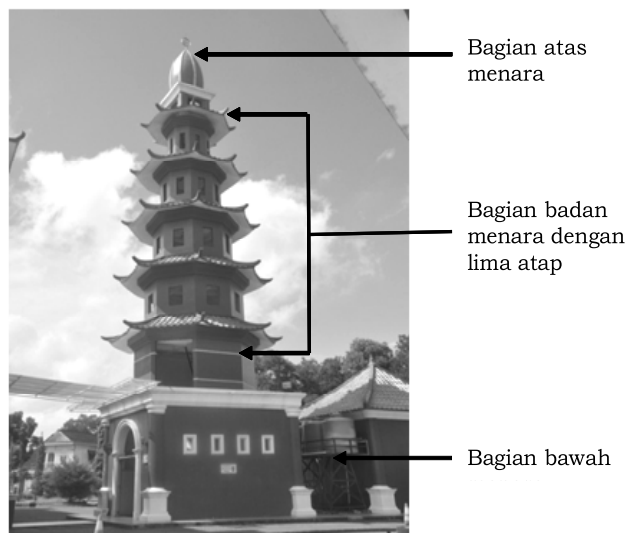 Bagian atas
menara
Bagian badan
menara dengan
lima atap
Bagian bawah